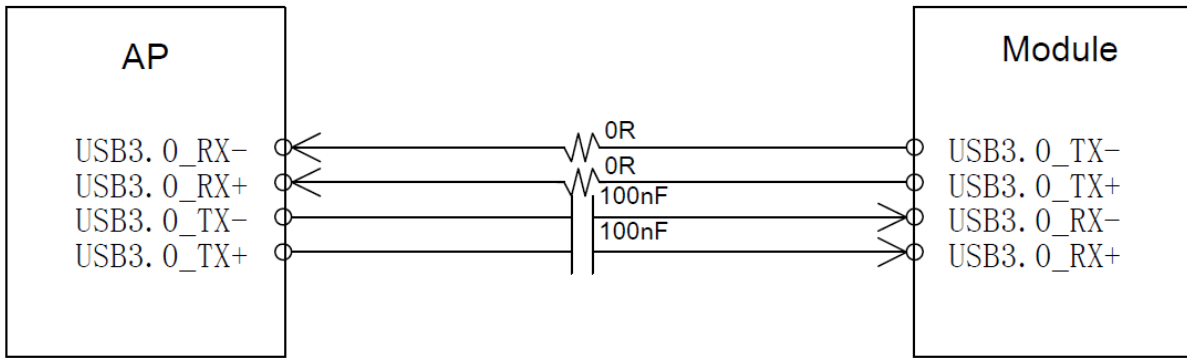 AP
Module
0R
USB3.0_RX-
USB3.0_TX-
0R
USB3.0_RX+
USB3.0_TX+
100nF
USB3.0_TX-
USB3.0_RX-
100nF
USB3.0_TX+
USB3.0_RX+